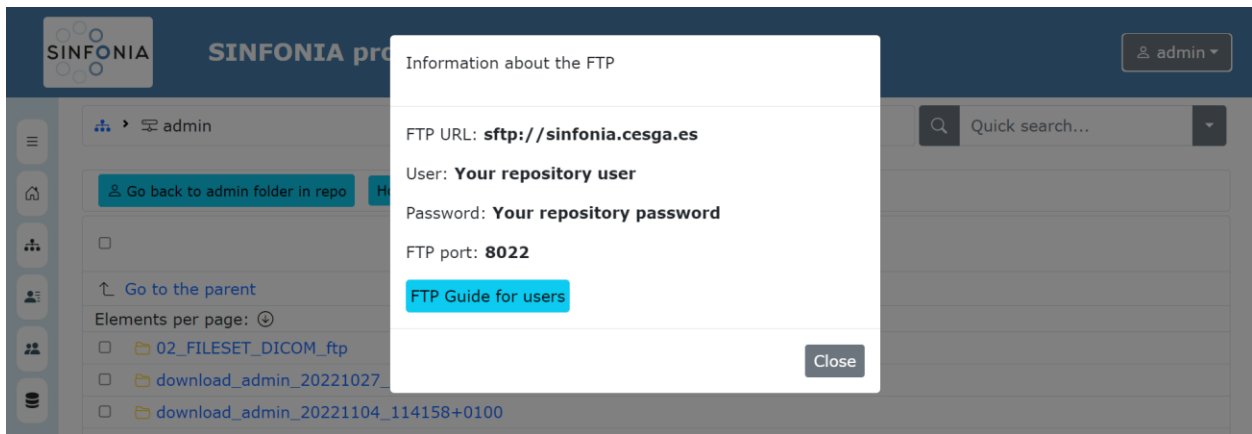 SINFONIA
SINFONIA pro
admin
Information about the FTP
admin
Quick search...
FTP URL: sftp://sinfonia.cesga.es
User: Your repository user
Go back to admin folder in repo
Password: Your repository password
FTP port: 8022
Go to the parent
FTP Guide for users
Elements per page:
02_FILESET_DICOM_ftp
Close
download_admin_20221027_
download_admin_20221104_114158+0100